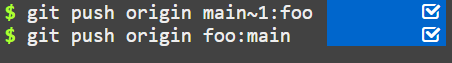 $ git push origin main~1:foo
$ git push origin foo:main